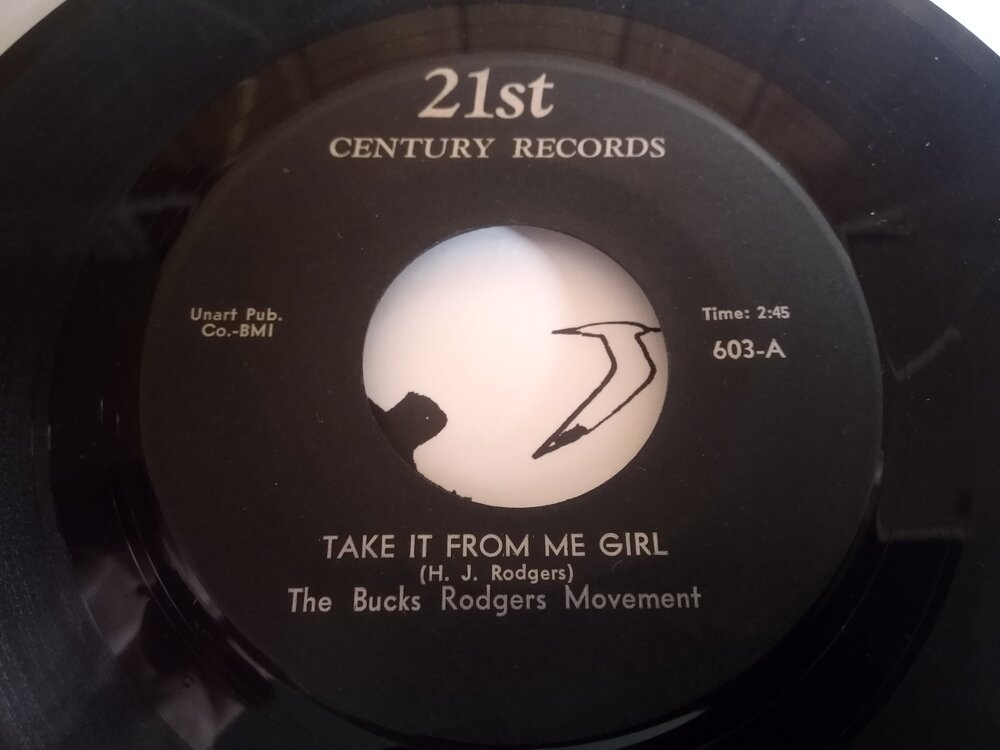 21st
CENTURY RECORDS
Unart Pub.
Co.-BMI
Time: 2:45
603-A
TAKE IT FROM ME GIRL
(H. J. Rodgers)
The Bucks Rodgers Movement